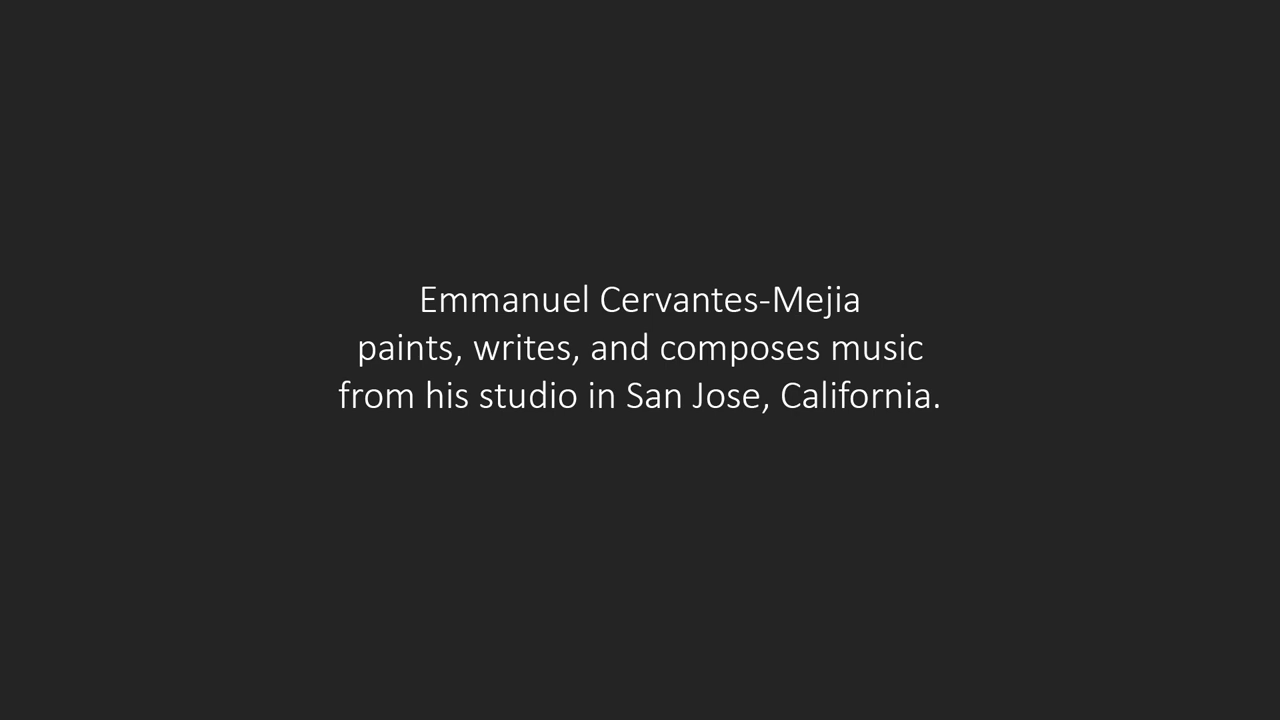 Emmanuel Cervantes-Mejia
paints, writes, and composes music
from his studio in San Jose, California.